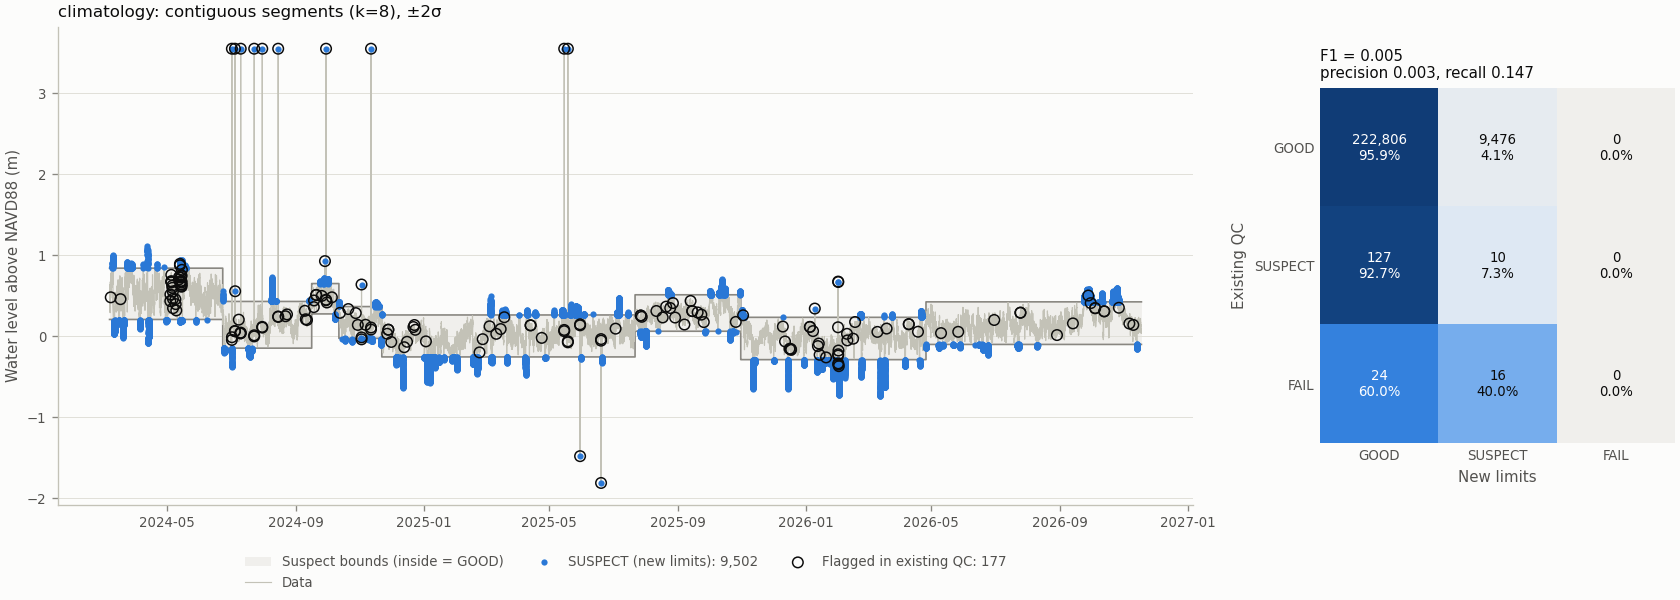 climatology: contiguous segments (k=8), ±2σ
Water level above NAVD88 (m)
3
2
1
0
−1
−2
2024-05
2024-09
2025-01
2025-05
2025-09
2026-01
2026-05
2026-09
2027-01
Suspect bounds (inside = GOOD)
Data
SUSPECT (new limits): 9,502
Flagged in existing QC: 177
F1 = 0.005
precision 0.003, recall 0.147
Existing QC
GOOD
222,806
95.9%
9,476
4.1%
0
0.0%
SUSPECT
127
92.7%
10
7.3%
0
0.0%
FAIL
24
60.0%
16
40.0%
0
0.0%
GOOD
SUSPECT
FAIL
New limits